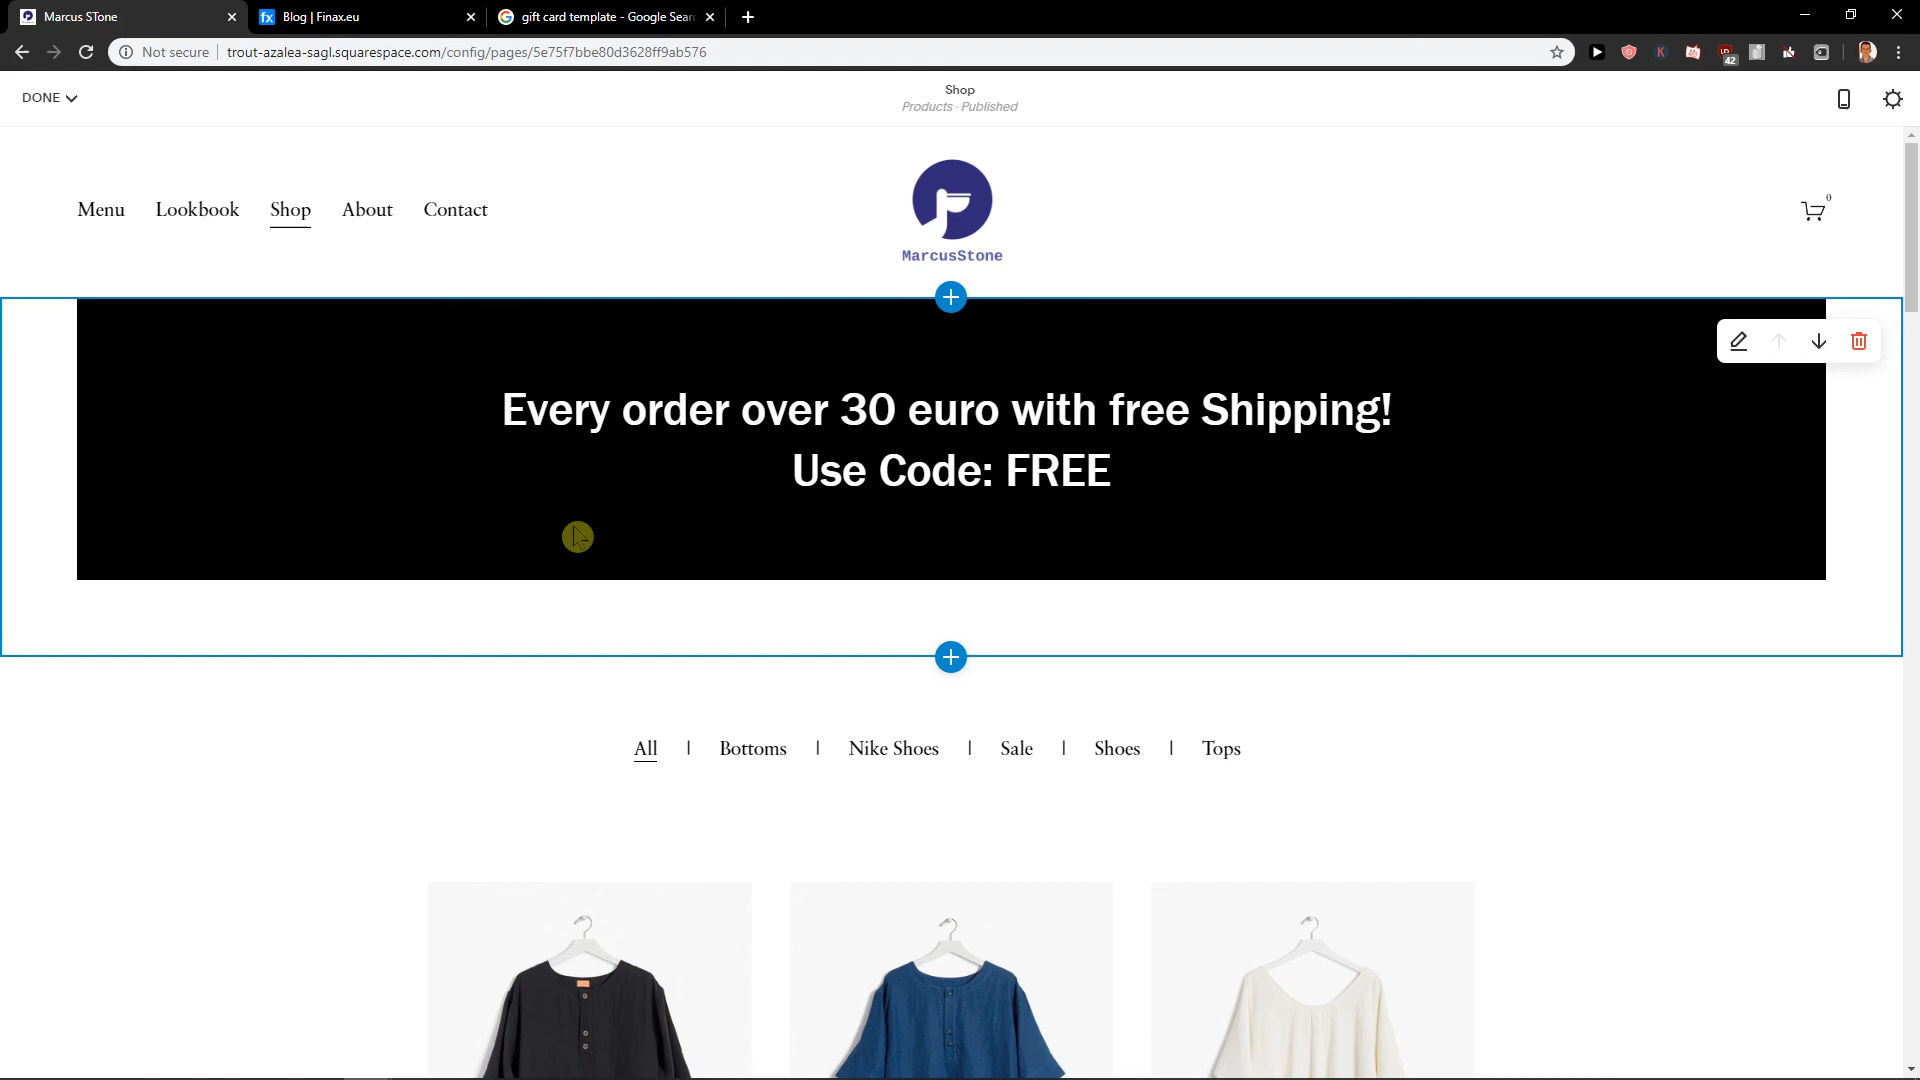 Marcus STone
Blog | Finax.eu
gift card template - Google Sear
Not secure
trout-azalea-sagl.squarespace.com/config/pages/5e75f7bbe80d3628ff9ab576
K
42
DONE
Shop
Products · Published
Menu
Lookbook
Shop
About
Contact
MarcusStone
0
Every order over 30 euro with free Shipping!
Use Code: FREE
All | Bottoms | Nike Shoes | Sale | Shoes | Tops